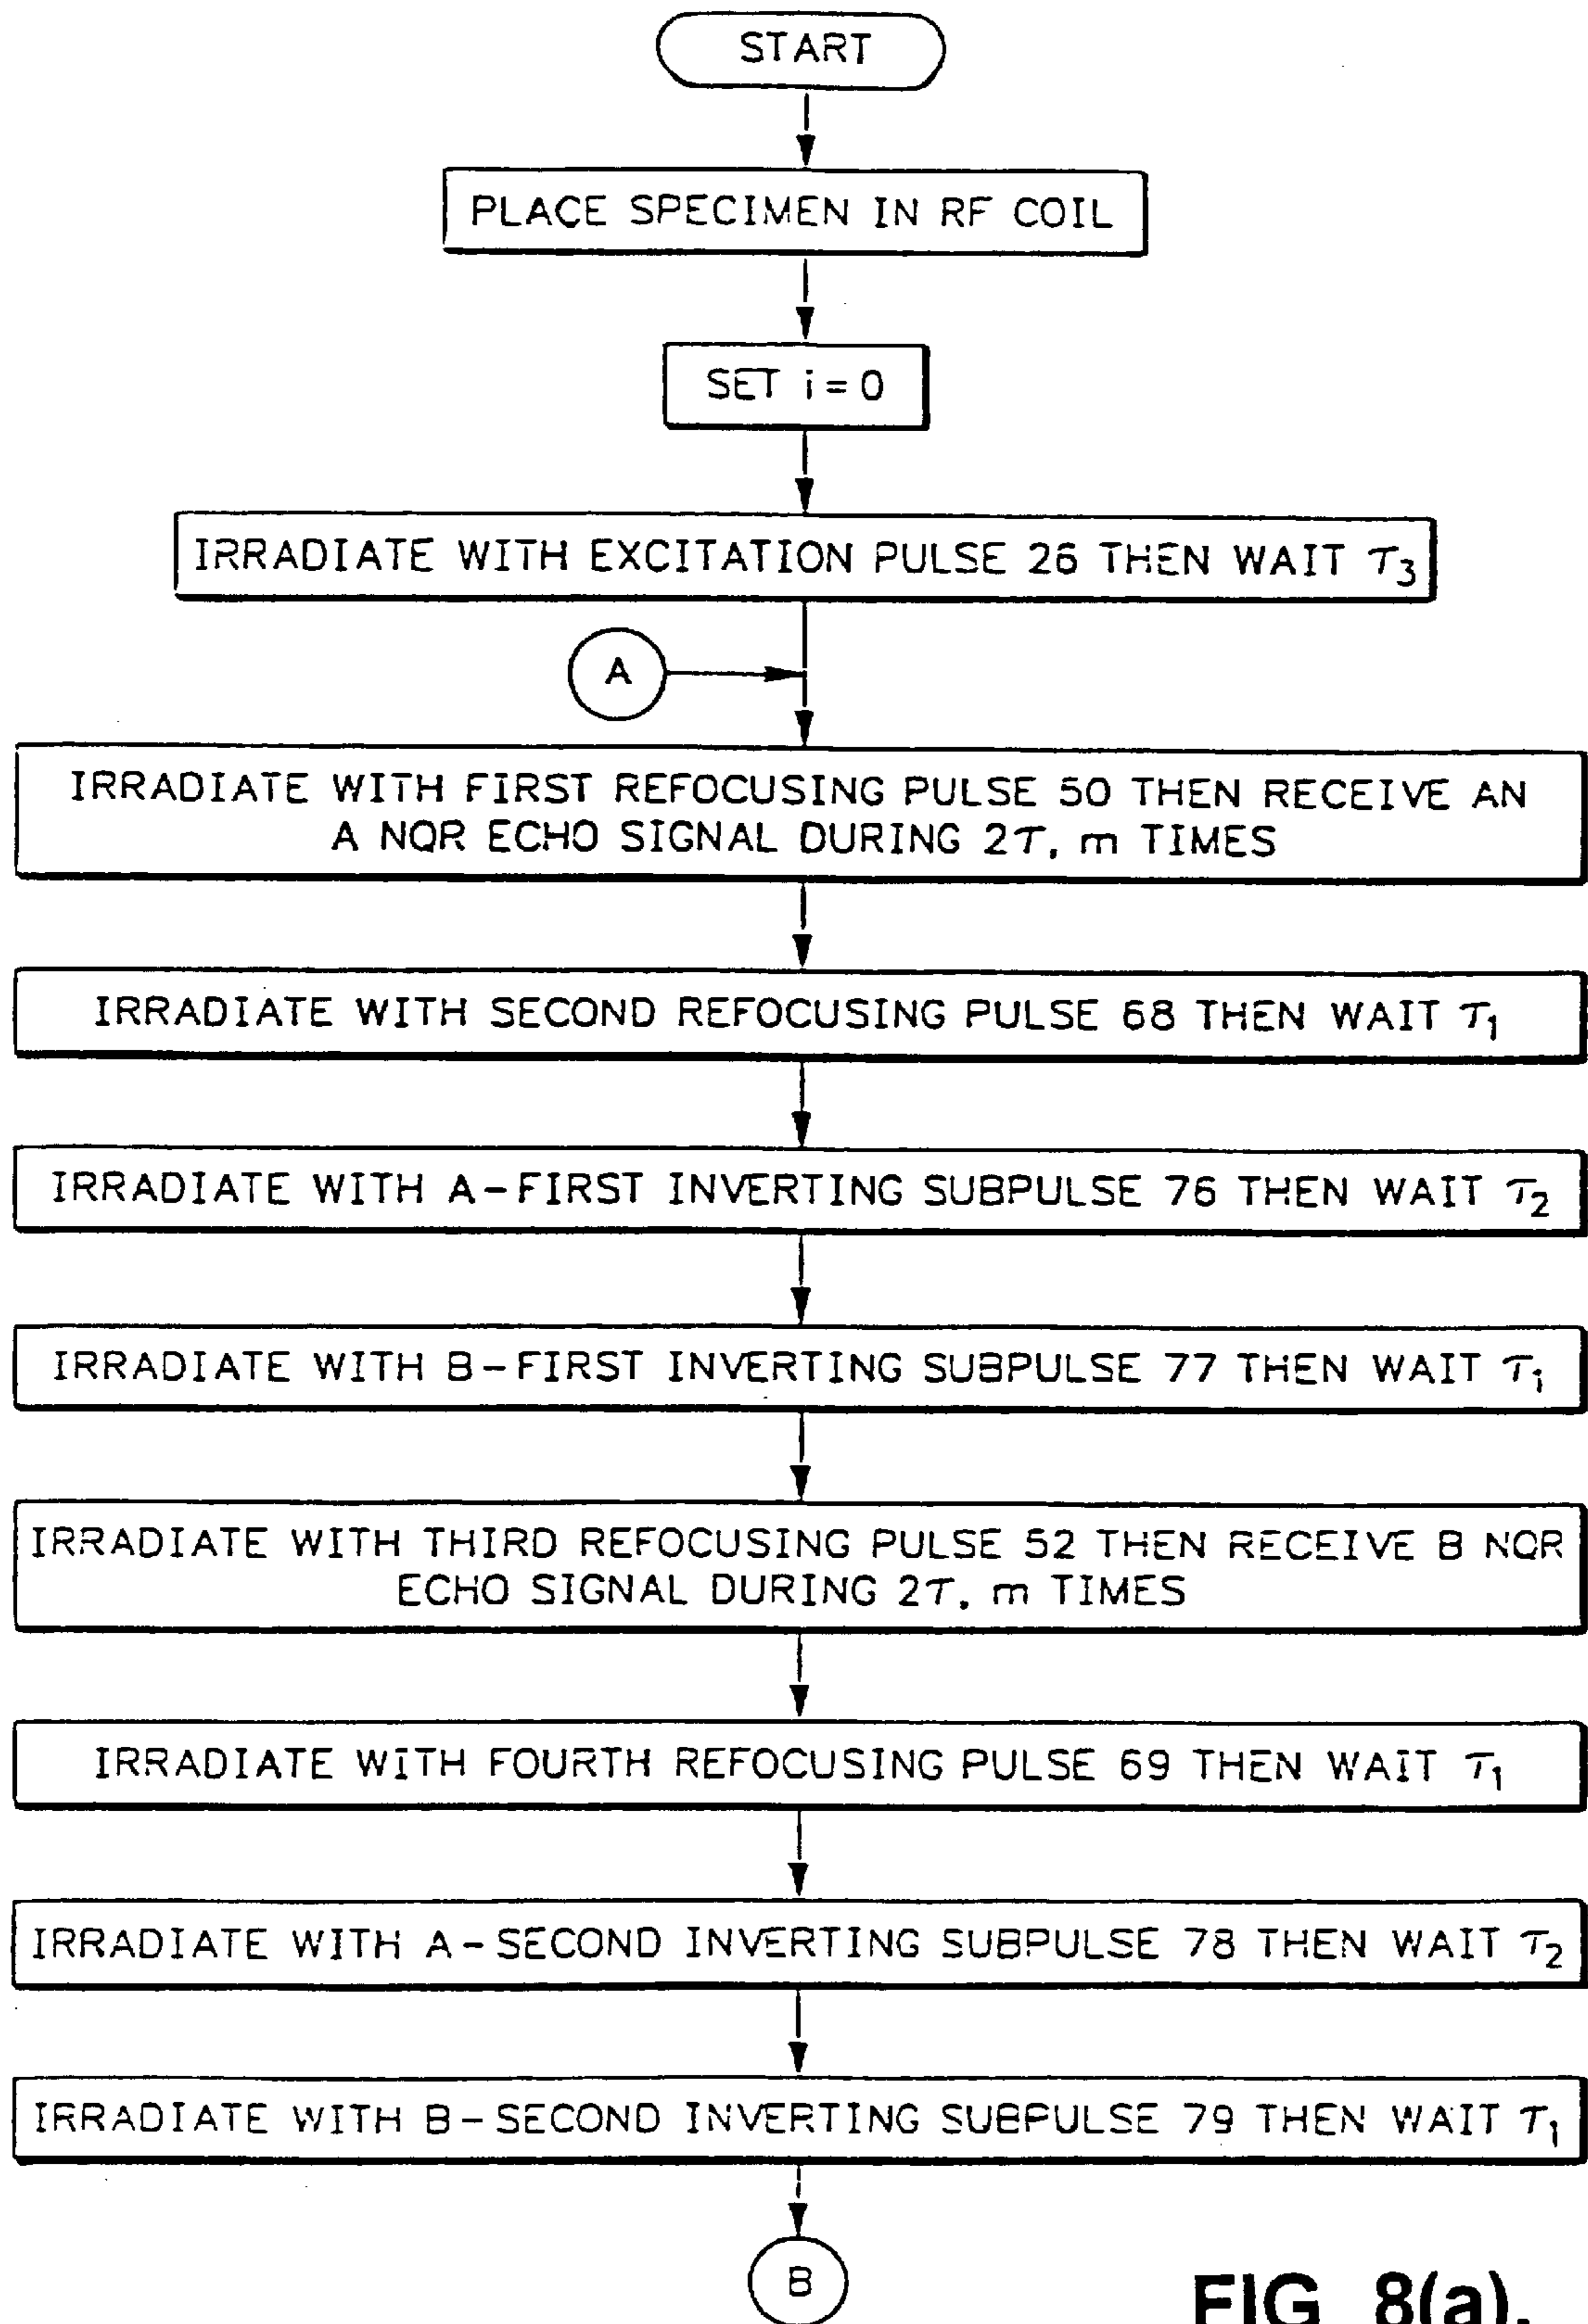 START
PLACE SPECIMEN IN RF COIL
SET i = 0
IRRADIATE WITH EXCITATION PULSE 26 THEN WAIT τ3
A
IRRADIATE WITH FIRST REFOCUSING PULSE 50 THEN RECEIVE AN
A NQR ECHO SIGNAL DURING 2τ, m TIMES
IRRADIATE WITH SECOND REFOCUSING PULSE 68 THEN WAIT τ1
IRRADIATE WITH A-FIRST INVERTING SUBPULSE 76 THEN WAIT τ2
IRRADIATE WITH B-FIRST INVERTING SUBPULSE 77 THEN WAIT τ1
IRRADIATE WITH THIRD REFOCUSING PULSE 52 THEN RECEIVE B NQR
ECHO SIGNAL DURING 2τ, m TIMES
IRRADIATE WITH FOURTH REFOCUSING PULSE 69 THEN WAIT τ1
IRRADIATE WITH A-SECOND INVERTING SUBPULSE 78 THEN WAIT τ2
IRRADIATE WITH B-SECOND INVERTING SUBPULSE 79 THEN WAIT τ1
B
FIG. 8(a).